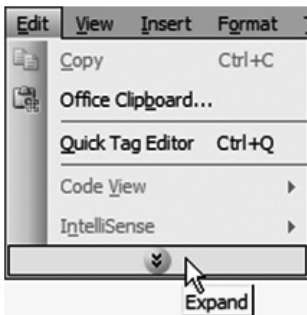 Edit View Insert Format
Copy Ctrl+C
Office Clipboard...
Quick Tag Editor Ctrl+Q
Code View
IntelliSense
Expand